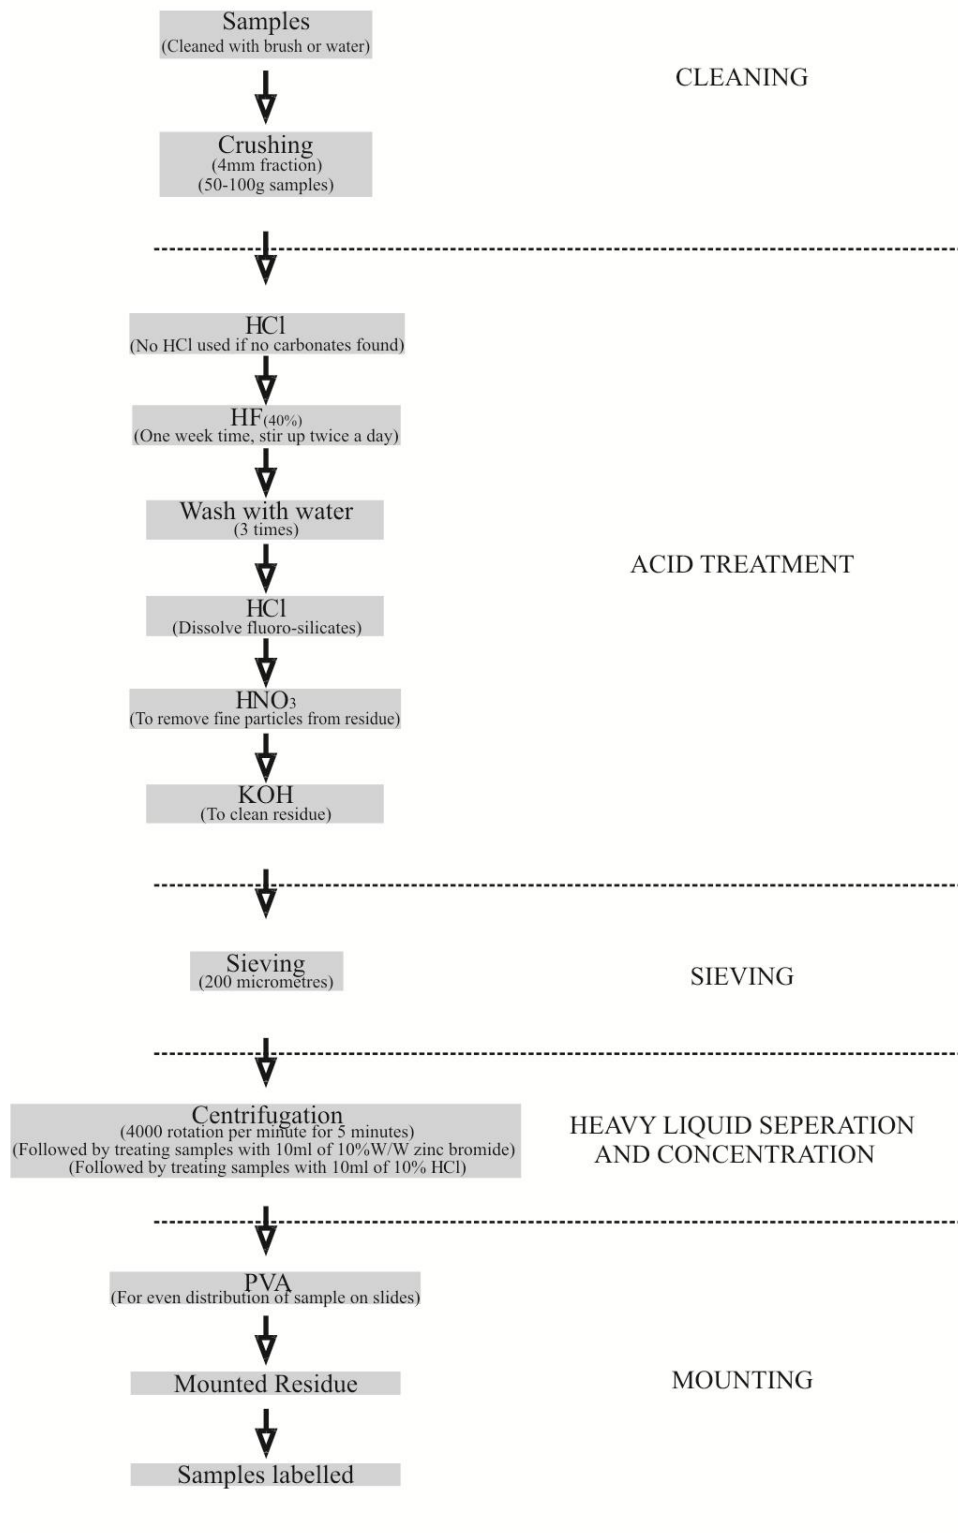 Samples
(Cleaned with brush or water)
CLEANING
Crushing
(4mm fraction)
(50-100g samples)
HCl
(No HCl used if no carbonates found)
HF(40%)
(One week time, stir up twice a day)
Wash with water
(3 times)
ACID TREATMENT
HCl
(Dissolve fluoro-silicates)
HNO3
(To remove fine particles from residue)
KOH
(To clean residue)
Sieving
(200 micrometres)
SIEVING
Centrifugation
(4000 rotation per minute for 5 minutes)
(Followed by treating samples with 10ml of 10%W/W zinc bromide)
(Followed by treating samples with 10ml of 10% HCl)
HEAVY LIQUID SEPERATION
AND CONCENTRATION
PVA
(For even distribution of sample on slides)
Mounted Residue
MOUNTING
Samples labelled